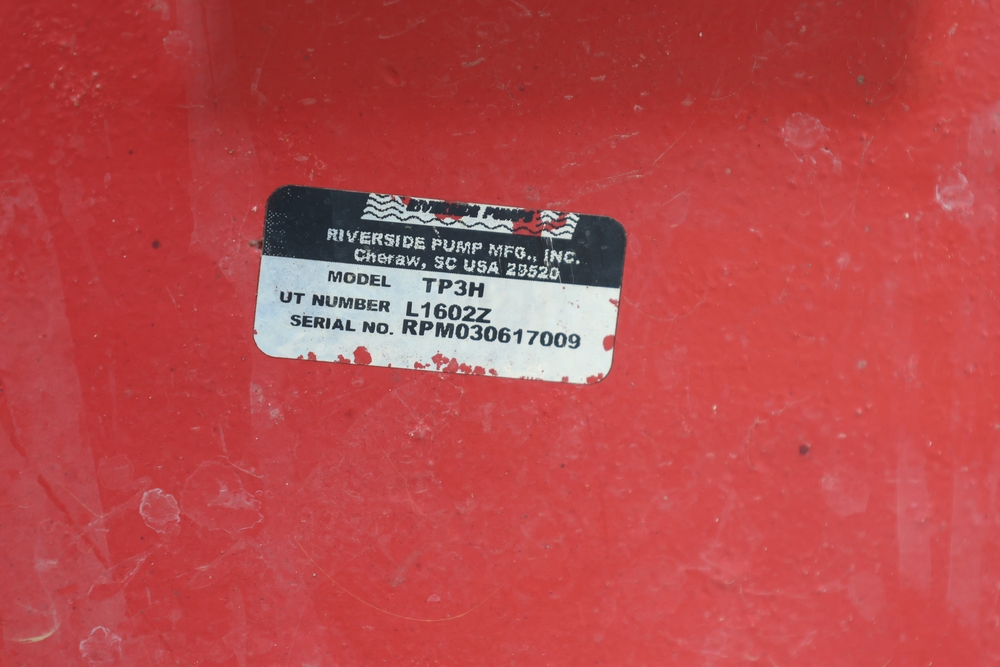 RIVERSIDE PUMPS
RIVERSIDE PUMP MFG., INC.
Cheraw, SC USA 29520
MODEL TP3H
UT NUMBER L1602Z
SERIAL NO. RPM030617009